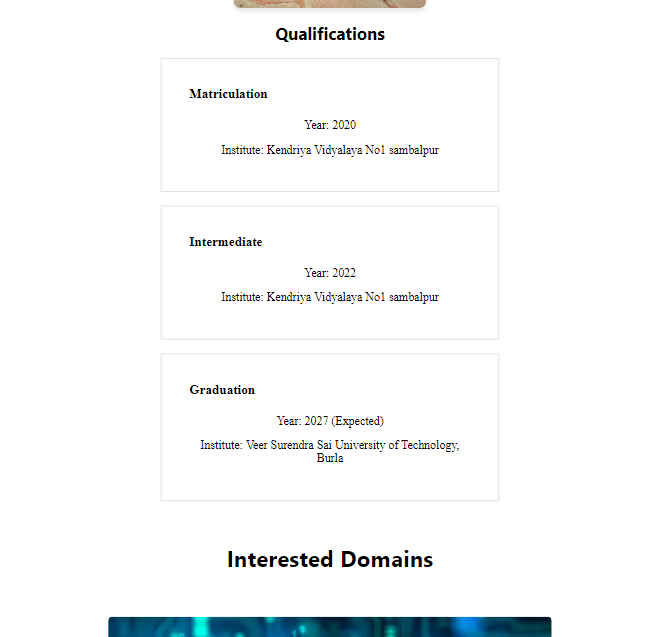 Qualifications
Matriculation
Year: 2020
Institute: Kendriya Vidyalaya No1 sambalpur
Intermediate
Year: 2022
Institute: Kendriya Vidyalaya No1 sambalpur
Graduation
Year: 2027 (Expected)
Institute: Veer Surendra Sai University of Technology,
Burla
Interested Domains